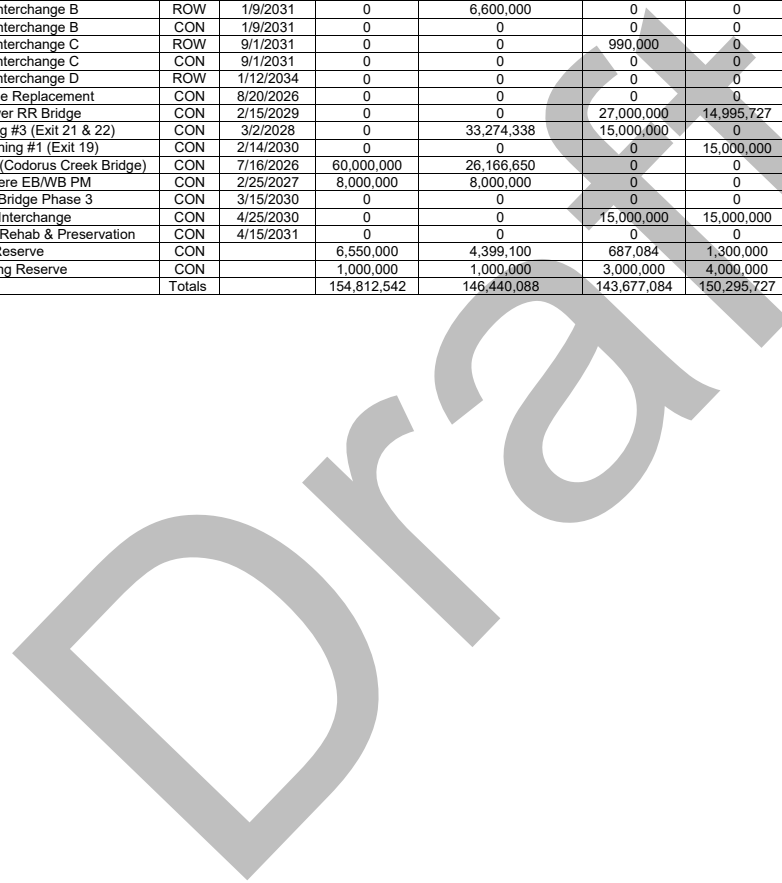 nterchange B ROW 1/9/2031 0 6,600,000 0 0
nterchange B CON 1/9/2031 0 0 0 0
nterchange C ROW 9/1/2031 0 0 990,000 0
nterchange C CON 9/1/2031 0 0 0 0
nterchange D ROW 1/12/2034 0 0 0 0
e Replacement CON 8/20/2026 0 0 0 0
er RR Bridge CON 2/15/2029 0 0 27,000,000 14,995,727
g #3 (Exit 21 & 22) CON 3/2/2028 0 33,274,338 15,000,000 0
ning #1 (Exit 19) CON 2/14/2030 0 0 0 15,000,000
(Codorus Creek Bridge) CON 7/16/2026 60,000,000 26,166,650 0 0
ere EB/WB PM CON 2/25/2027 8,000,000 8,000,000 0 0
Bridge Phase 3 CON 3/15/2030 0 0 0 0
Interchange CON 4/25/2030 0 0 15,000,000 15,000,000
Rehab & Preservation CON 4/15/2031 0 0 0 0
Reserve CON 6,550,000 4,399,100 687,084 1,300,000
ng Reserve CON 1,000,000 1,000,000 3,000,000 4,000,000
Totals 154,812,542 146,440,088 143,677,084 150,295,727
Draft